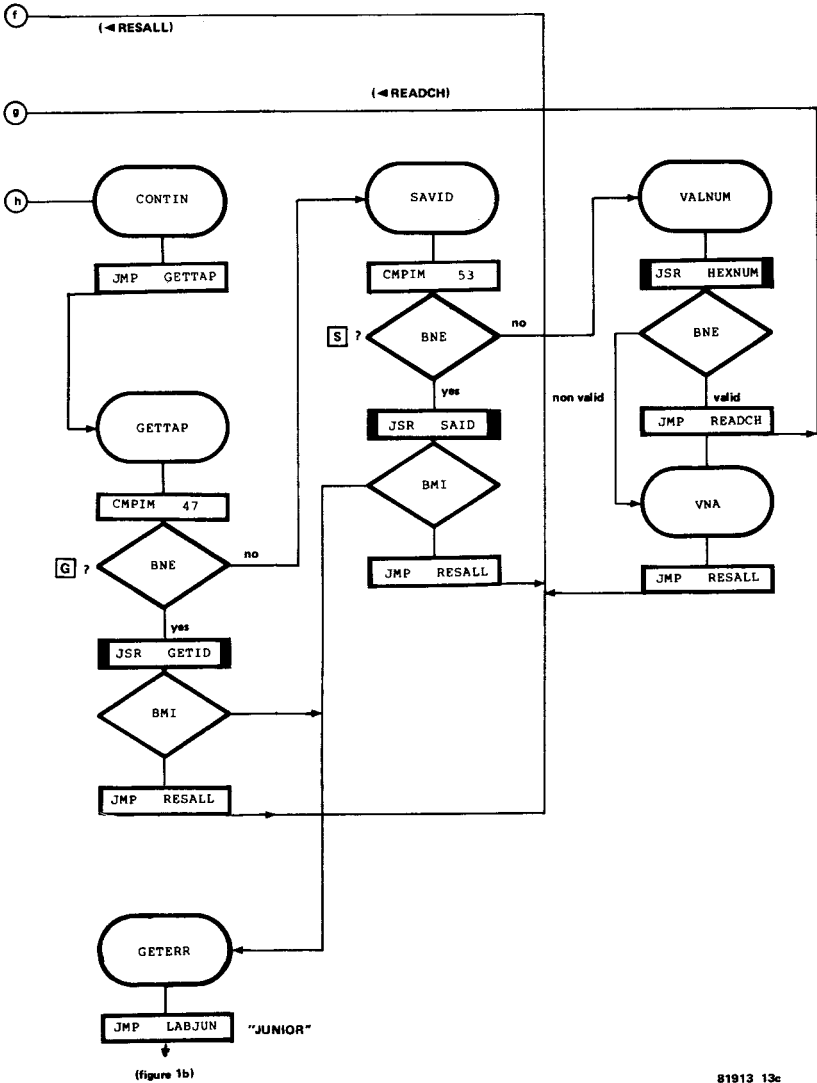 f
(◄ RESALL)
g
(◄ READCH)
h
CONTIN
JMP GETTAP
GETTAP
CMPIM 47
G ?
BNE
no
yes
JSR GETID
BMI
JMP RESALL
GETERR
JMP LABJUN
"JUNIOR"
(figure 1b)
SAVID
CMPIM 53
S ?
BNE
no
yes
JSR SAID
BMI
JMP RESALL
VALNUM
JSR HEXNUM
BNE
non valid
valid
JMP READCH
VNA
JMP RESALL
81913 13c